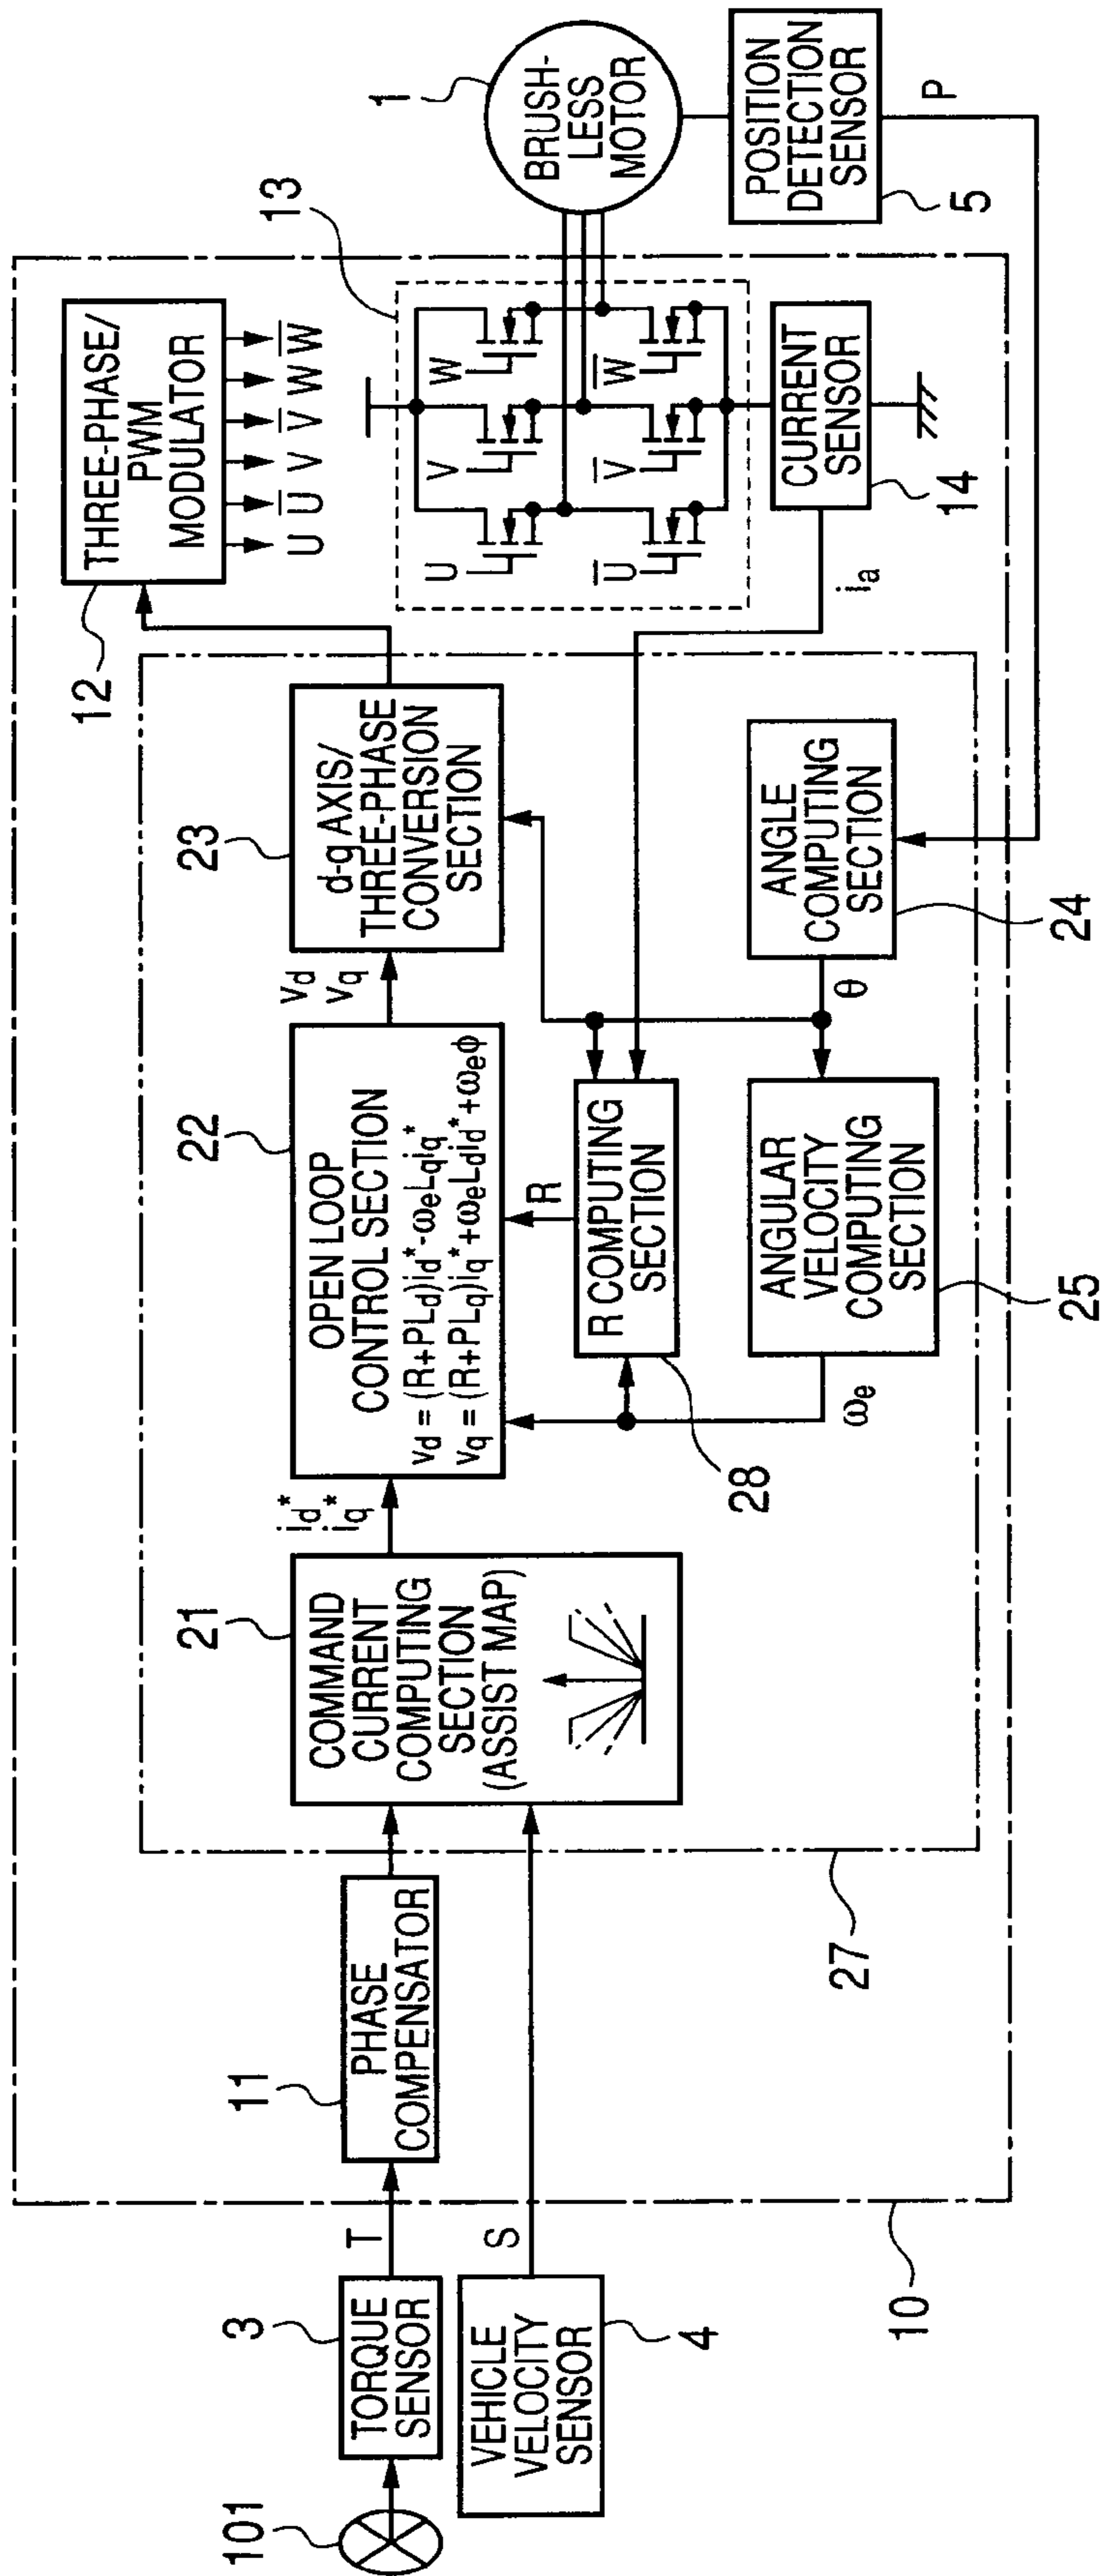 101
3
TORQUE
SENSOR
T
4
VEHICLE
VELOCITY
SENSOR
S
10
11
PHASE
COMPENSATOR
27
21
COMMAND
CURRENT
COMPUTING
SECTION
(ASSIST MAP)
id*
iq*
22
OPEN LOOP
CONTROL SECTION
vd = (R+PLd)id*-ωeLqiq*
vq = (R+PLq)iq*+ωeLdid*+ωeφ
Vd
Vq
23
d-q AXIS/
THREE-PHASE
CONVERSION
SECTION
R
R COMPUTING
SECTION
28
ωe
ANGULAR
VELOCITY
COMPUTING
SECTION
25
θ
ANGLE
COMPUTING
SECTION
24
12
THREE-PHASE/
PWM
MODULATOR
U U̅ V V̅ W W̅
13
U V W
U̅ V̅ W̅
ia
CURRENT
SENSOR
14
1
BRUSH-
LESS
MOTOR
POSITION
DETECTION
SENSOR
5
P